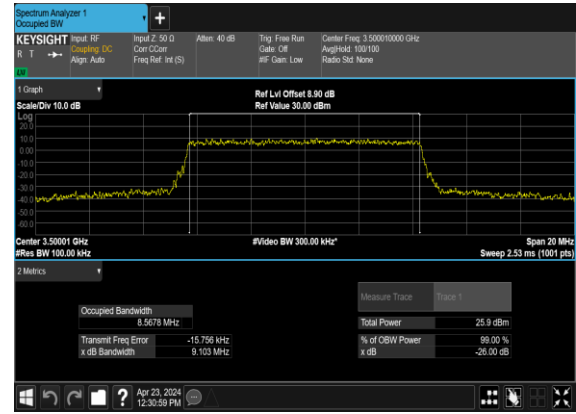 Spectrum Analyzer 1
Occupied BW
KEYSIGHT Input: RF Input Z: 50 Ω Atten: 40 dB Trig: Free Run Center Freq: 3.500010000 GHz
R T Coupling: DC Corr CCorr Gate: Off Avg|Hold: 100/100
Align: Auto Freq Ref: Int (S) #IF Gain: Low Radio Std: None
LW
1 Graph
Ref Lvl Offset 8.90 dB
Scale/Div 10.0 dB Ref Value 30.00 dBm
Log
20.0
10.0
0.00
-10.0
-20.0
-30.0
-40.0
-50.0
-60.0
Center 3.50001 GHz #Video BW 300.00 kHz* Span 20 MHz
#Res BW 100.00 kHz Sweep 2.53 ms (1001 pts)
2 Metrics
Measure Trace Trace 1
Occupied Bandwidth
8.5678 MHz Total Power 25.9 dBm
Transmit Freq Error -15.756 kHz % of OBW Power 99.00 %
x dB Bandwidth 9.103 MHz x dB -26.00 dB
? Apr 23, 2024
12:30:59 PM